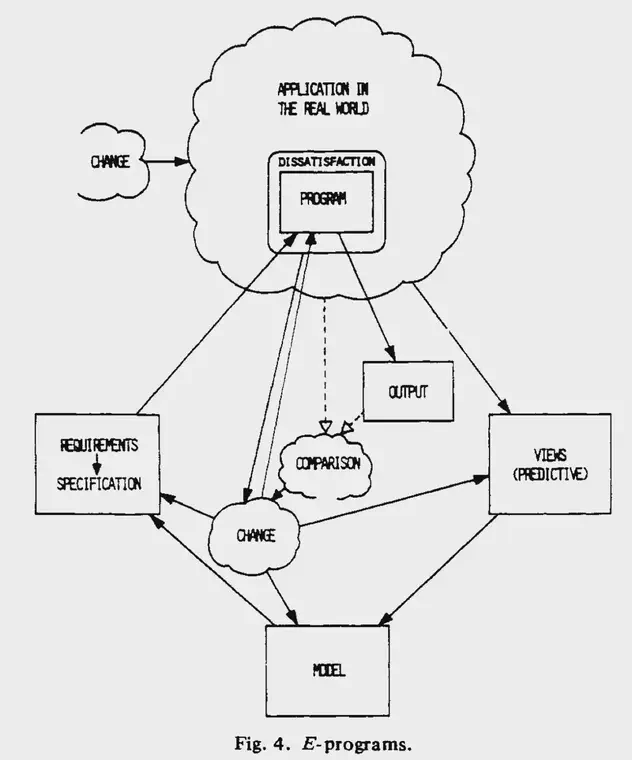 APPLICATION IN
THE REAL WORLD
CHANGE
DISSATISFACTION
PROGRAM
OUTPUT
REQUIREMENTS
SPECIFICATION
COMPARISON
VIEWS
(PREDICTIVE)
CHANGE
MODEL
Fig. 4. E-programs.